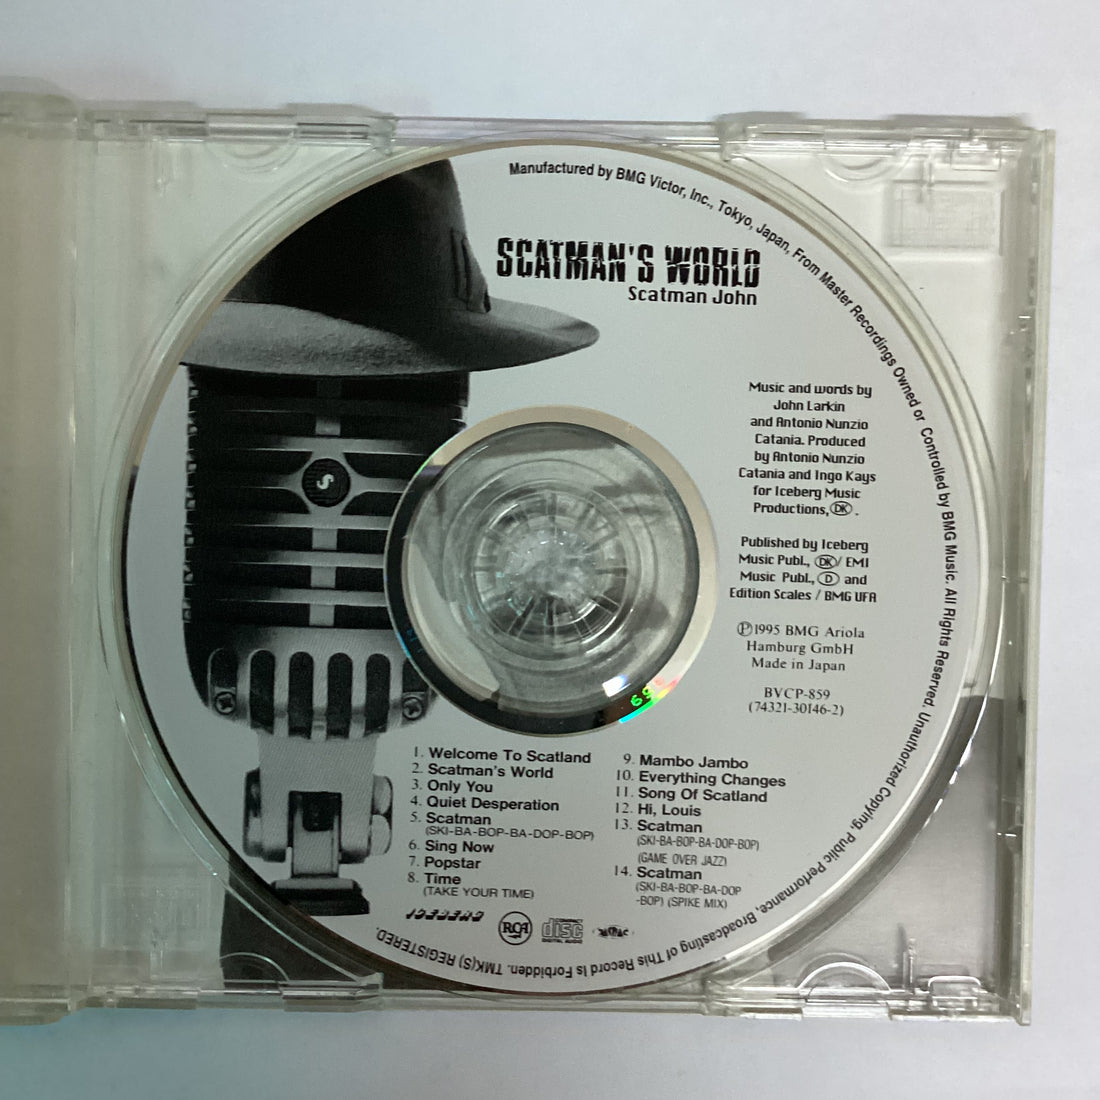 Manufactured by BMG Victor, Inc., Tokyo, Japan, From Master Recordings Owned or Controlled by BMG Music. All Rights Reserved. Unauthorized Copying, Public Performance, Broadcasting of This Record Is Forbidden. TMK(S) REGISTERED.
SCATMAN'S WORLD
Scatman John
Music and words by
John Larkin
and Antonio Nunzio
Catania. Produced
by Antonio Nunzio
Catania and Ingo Kays
for Iceberg Music
Productions, DK .
Published by Iceberg
Music Publ., DK / EMI
Music Publ., D and
Edition Scales / BMG UFA
Ⓟ1995 BMG Ariola
Hamburg GmbH
Made in Japan
BVCP-859
(74321-30146-2)
S
1. Welcome To Scatland
2. Scatman's World
3. Only You
4. Quiet Desperation
5. Scatman
(SKI-BA-BOP-BA-DOP-BOP)
6. Sing Now
7. Popstar
8. Time
(TAKE YOUR TIME)
9. Mambo Jambo
10. Everything Changes
11. Song Of Scatland
12. Hi, Louis
13. Scatman
(SKI-BA-BOP-BA-DOP-BOP)
(GAME OVER JAZZ)
14. Scatman
(SKI-BA-BOP-BA-DOP
-BOP) (SPIKE MIX)
RCA
COMPACT
disc
DIGITAL AUDIO